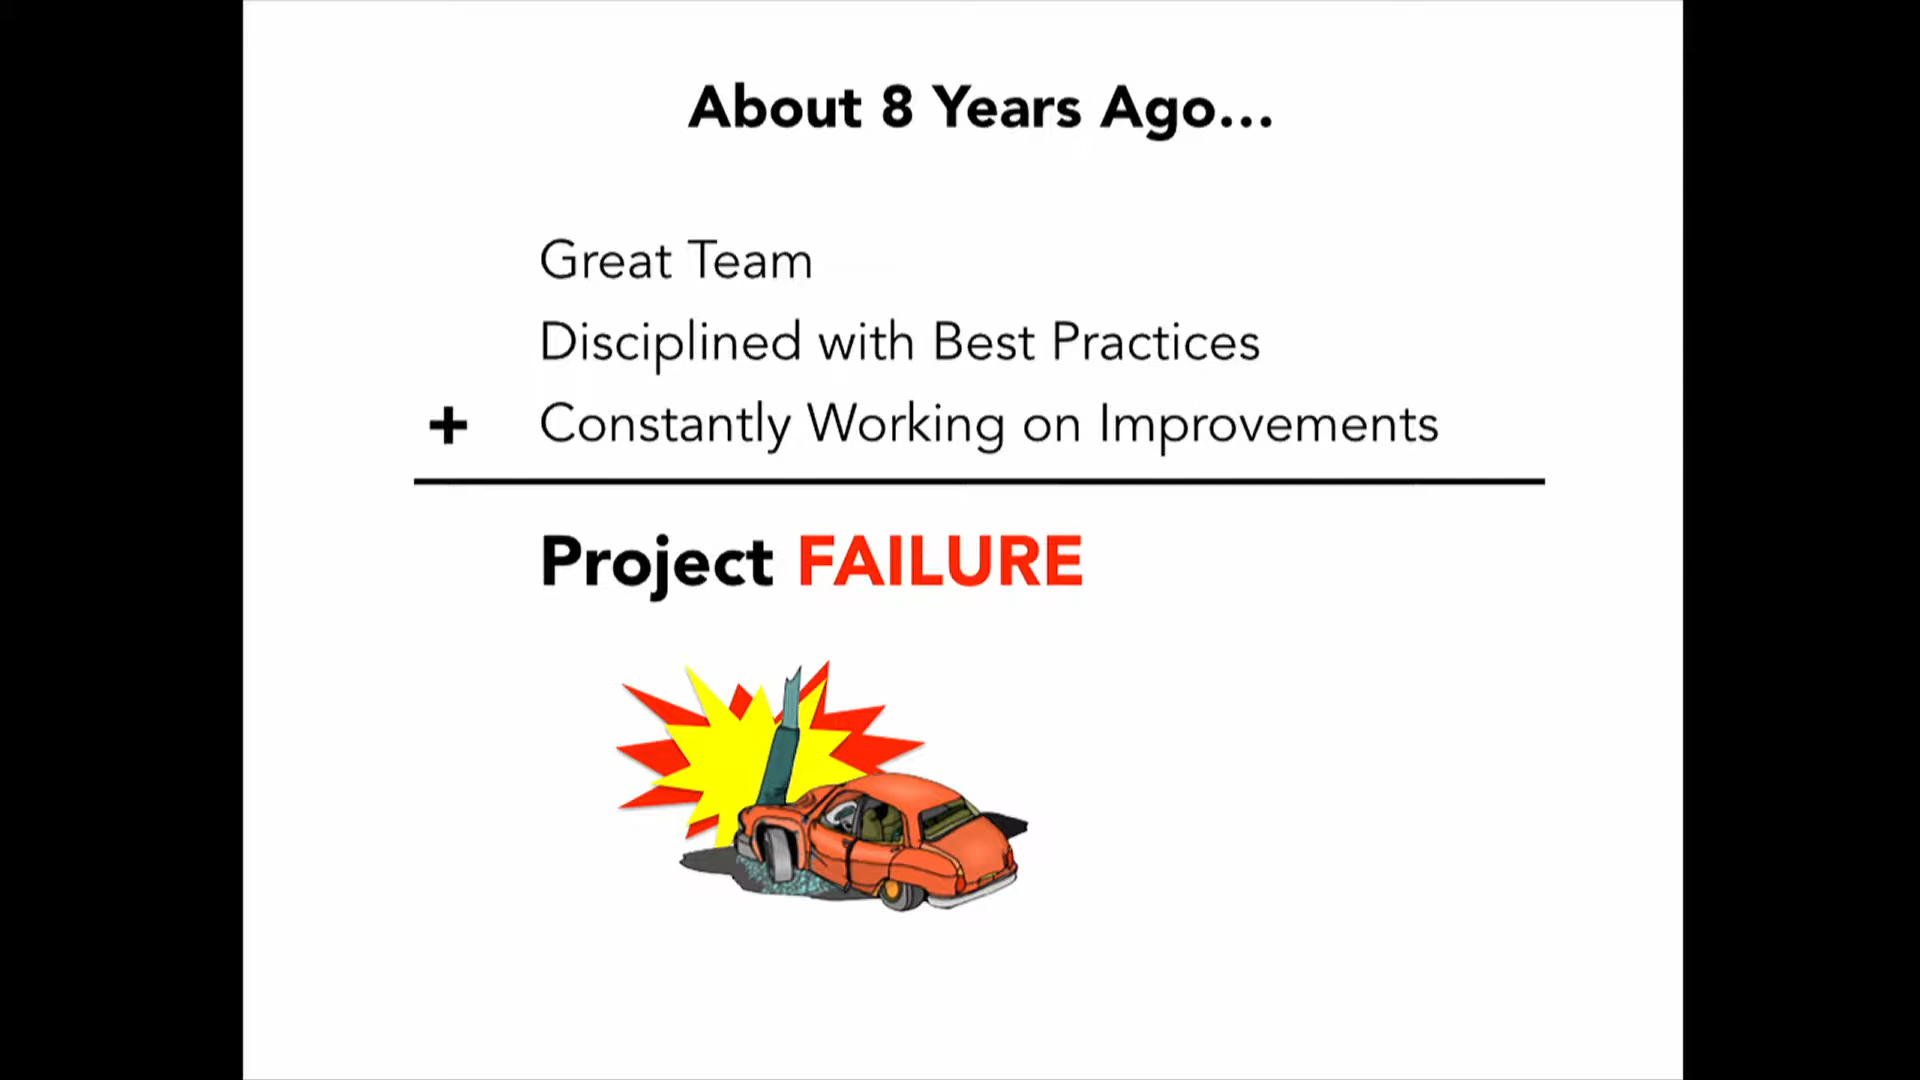 About 8 Years Ago...
Great Team
Disciplined with Best Practices
+ Constantly Working on Improvements
Project FAILURE